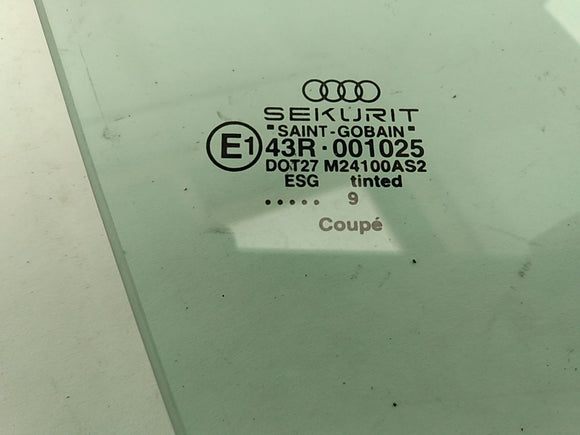 SEKURIT
"SAINT-GOBAIN"
E1 43R·001025
DOT27 M24100AS2
ESG tinted
..... 9
Coupé